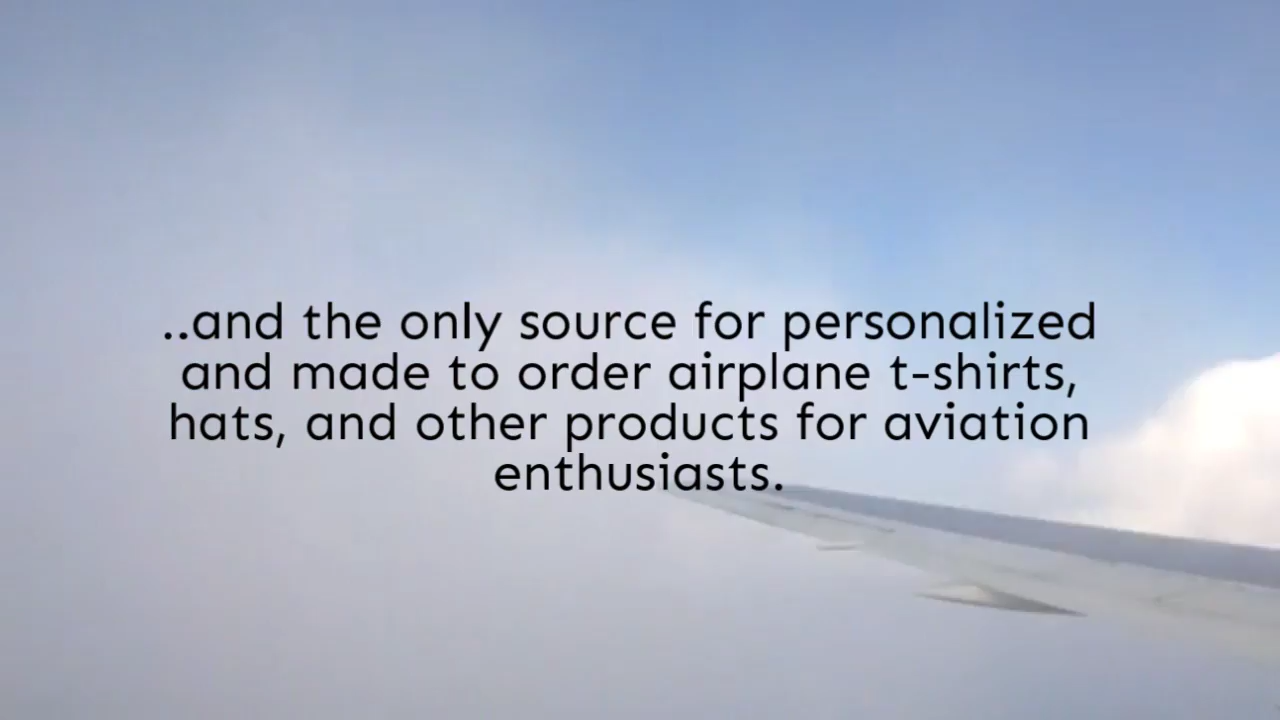 ..and the only source for personalized
and made to order airplane t-shirts,
hats, and other products for aviation
enthusiasts.